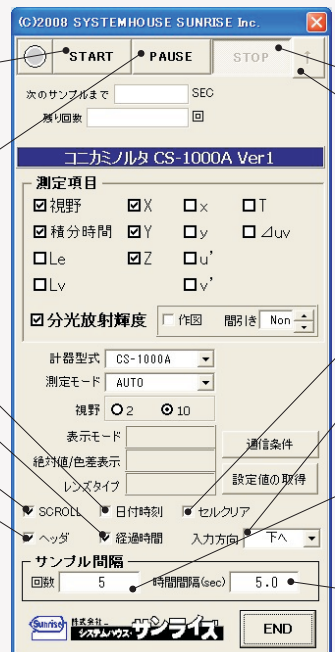 (C)2008 SYSTEMHOUSE SUNRISE Inc.
START PAUSE STOP ↑
次のサンプルまで SEC
残り回数 回
コニカミノルタ CS-1000A Ver1
測定項目
視野 X x T
積分時間 Y y ⊿uv
Le Z u'
Lv v'
分光放射輝度 作図 間引き Non
計器型式 CS-1000A
測定モード AUTO
視野 2 10
表示モード 通信条件
絶対値/色差表示
レンズタイプ 設定値の取得
SCROLL 日付時刻 セルクリア
ヘッダ 経過時間 入力方向 下へ
サンプル間隔
回数 5 時間間隔(sec) 5.0
Sunrise 株式会社 システムハウス・サンライズ END